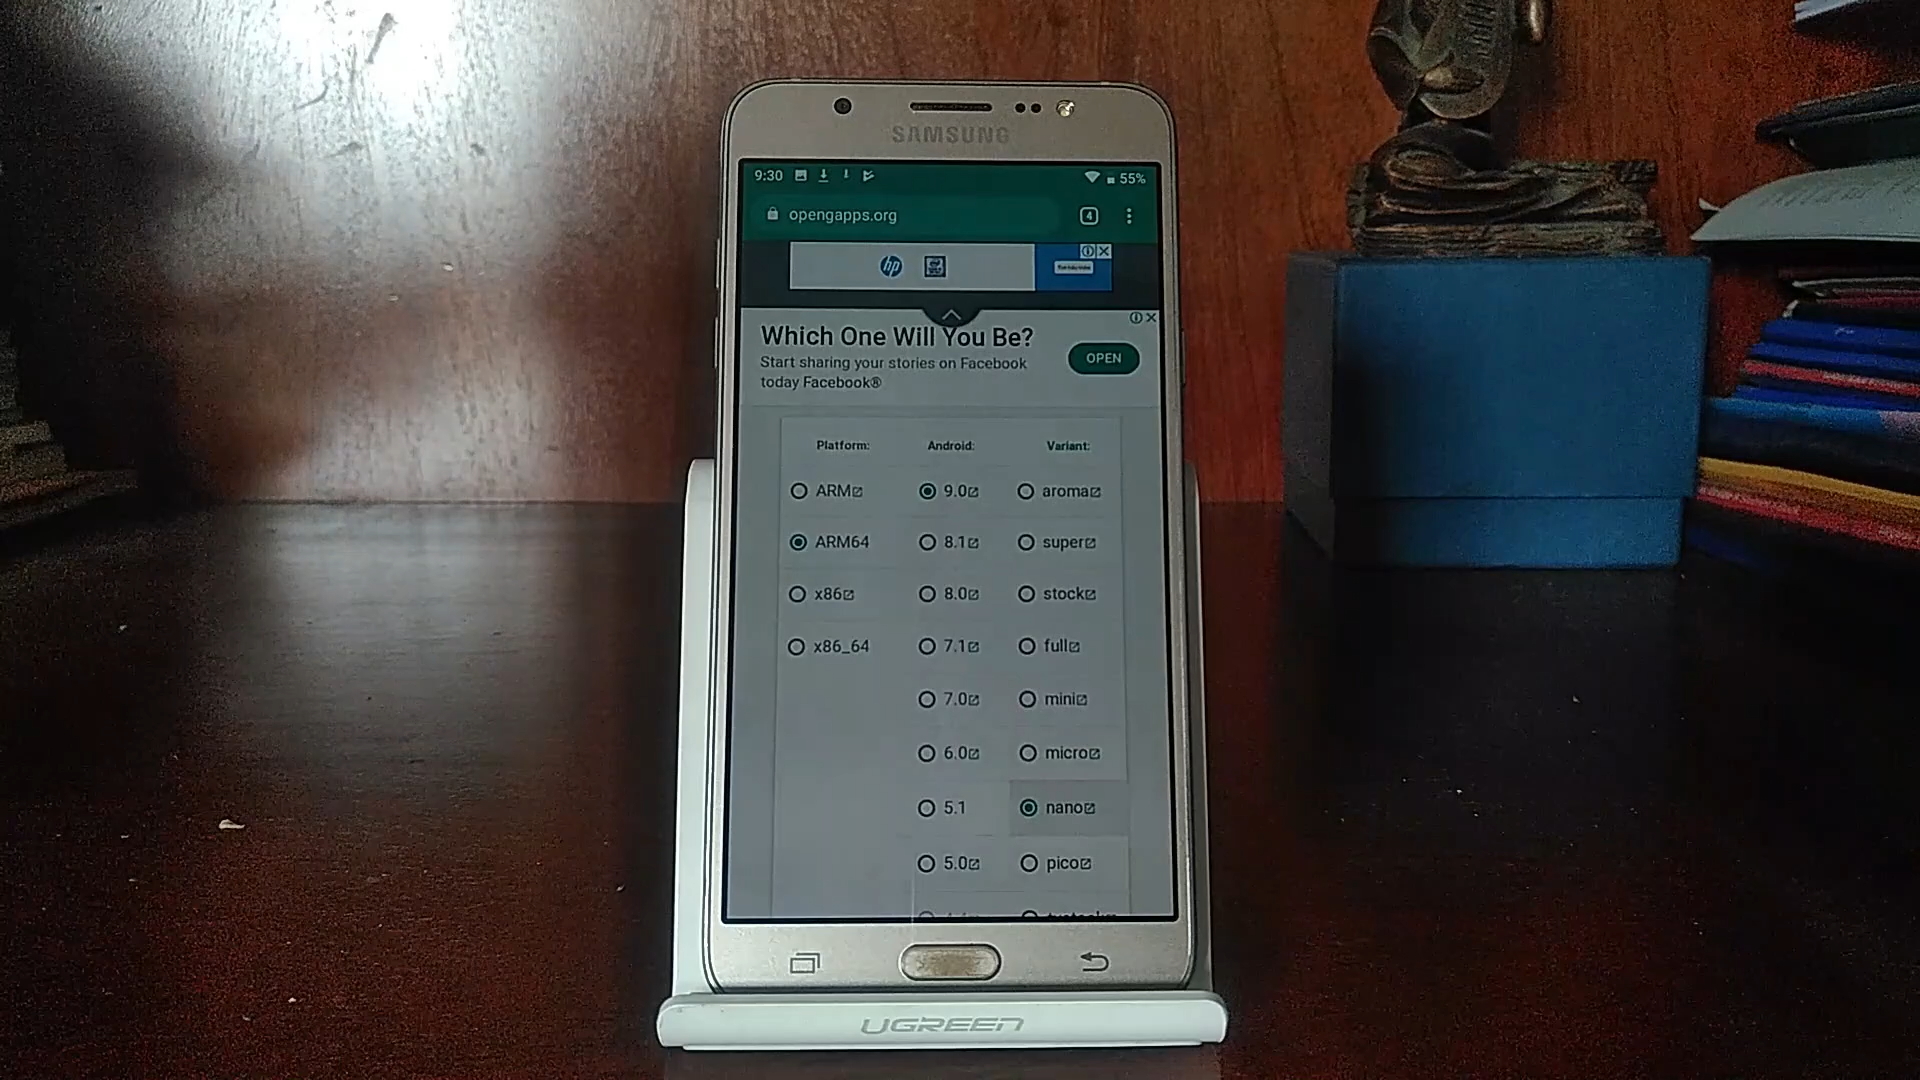 SAMSUNG
9:30 55%
opengapps.org 4
hp
Which One Will You Be?
Start sharing your stories on Facebook
today Facebook®
OPEN
Platform: Android: Variant:
ARM 9.0 aroma
ARM64 8.1 super
x86 8.0 stock
x86_64 7.1 full
7.0 mini
6.0 micro
5.1 nano
5.0 pico
UGREEN